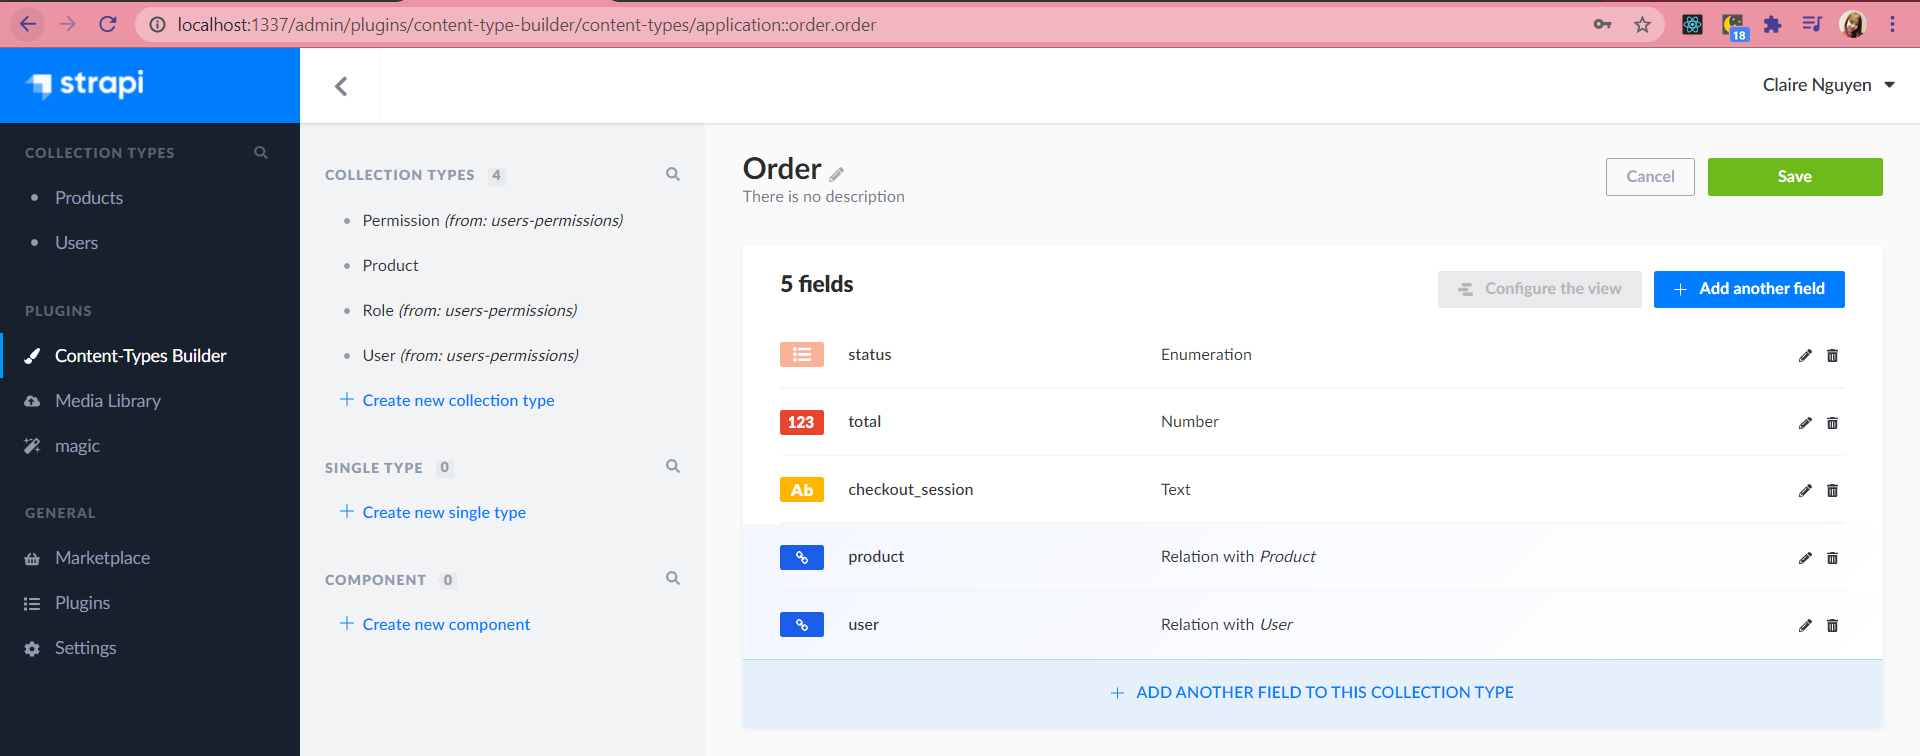 localhost:1337/admin/plugins/content-type-builder/content-types/application::order.order
18
strapi
Claire Nguyen
COLLECTION TYPES
Products
Users
PLUGINS
Content-Types Builder
Media Library
magic
GENERAL
Marketplace
Plugins
Settings
COLLECTION TYPES 4
Permission (from: users-permissions)
Product
Role (from: users-permissions)
User (from: users-permissions)
+ Create new collection type
SINGLE TYPE 0
+ Create new single type
COMPONENT 0
+ Create new component
Order
There is no description
Cancel
Save
5 fields
Configure the view
+ Add another field
status Enumeration
123 total Number
Ab checkout_session Text
product Relation with Product
user Relation with User
+ ADD ANOTHER FIELD TO THIS COLLECTION TYPE